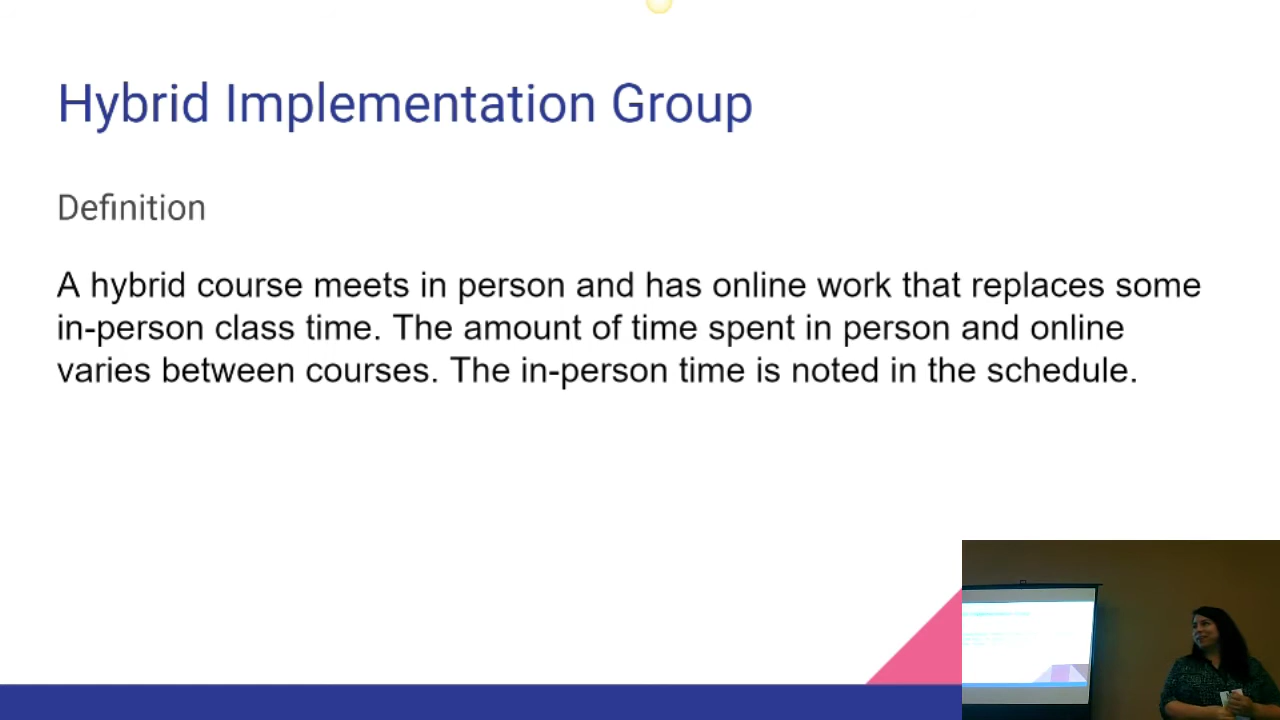 Hybrid Implementation Group
Definition
A hybrid course meets in person and has online work that replaces some
in-person class time. The amount of time spent in person and online
varies between courses. The in-person time is noted in the schedule.